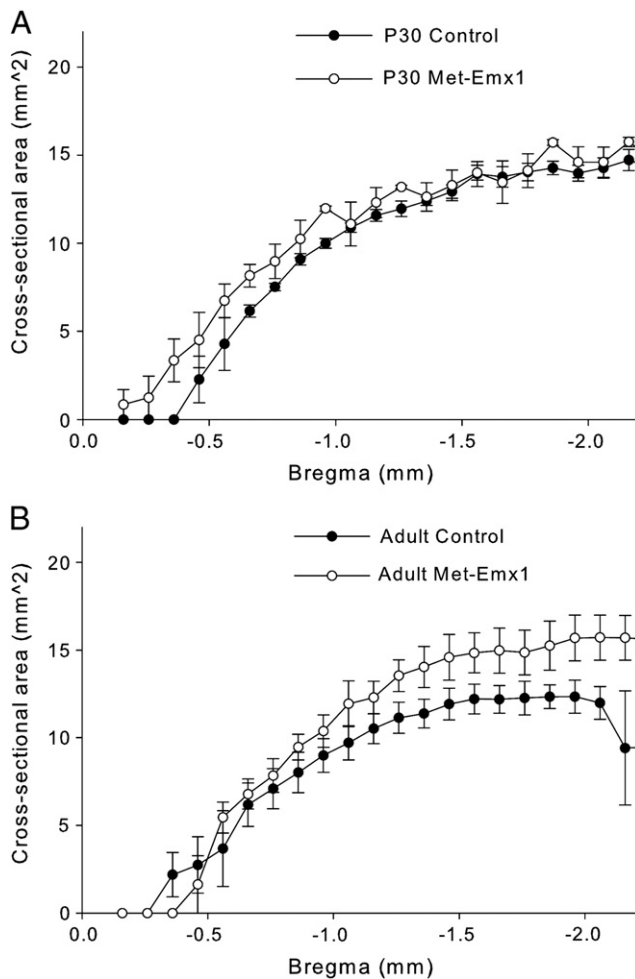 A
P30 Control
P30 Met-Emx1
Cross-sectional area (mm^2)
20
15
10
5
0
0.0 -0.5 -1.0 -1.5 -2.0
Bregma (mm)
B
Adult Control
Adult Met-Emx1
Cross-sectional area (mm^2)
20
15
10
5
0
0.0 -0.5 -1.0 -1.5 -2.0
Bregma (mm)